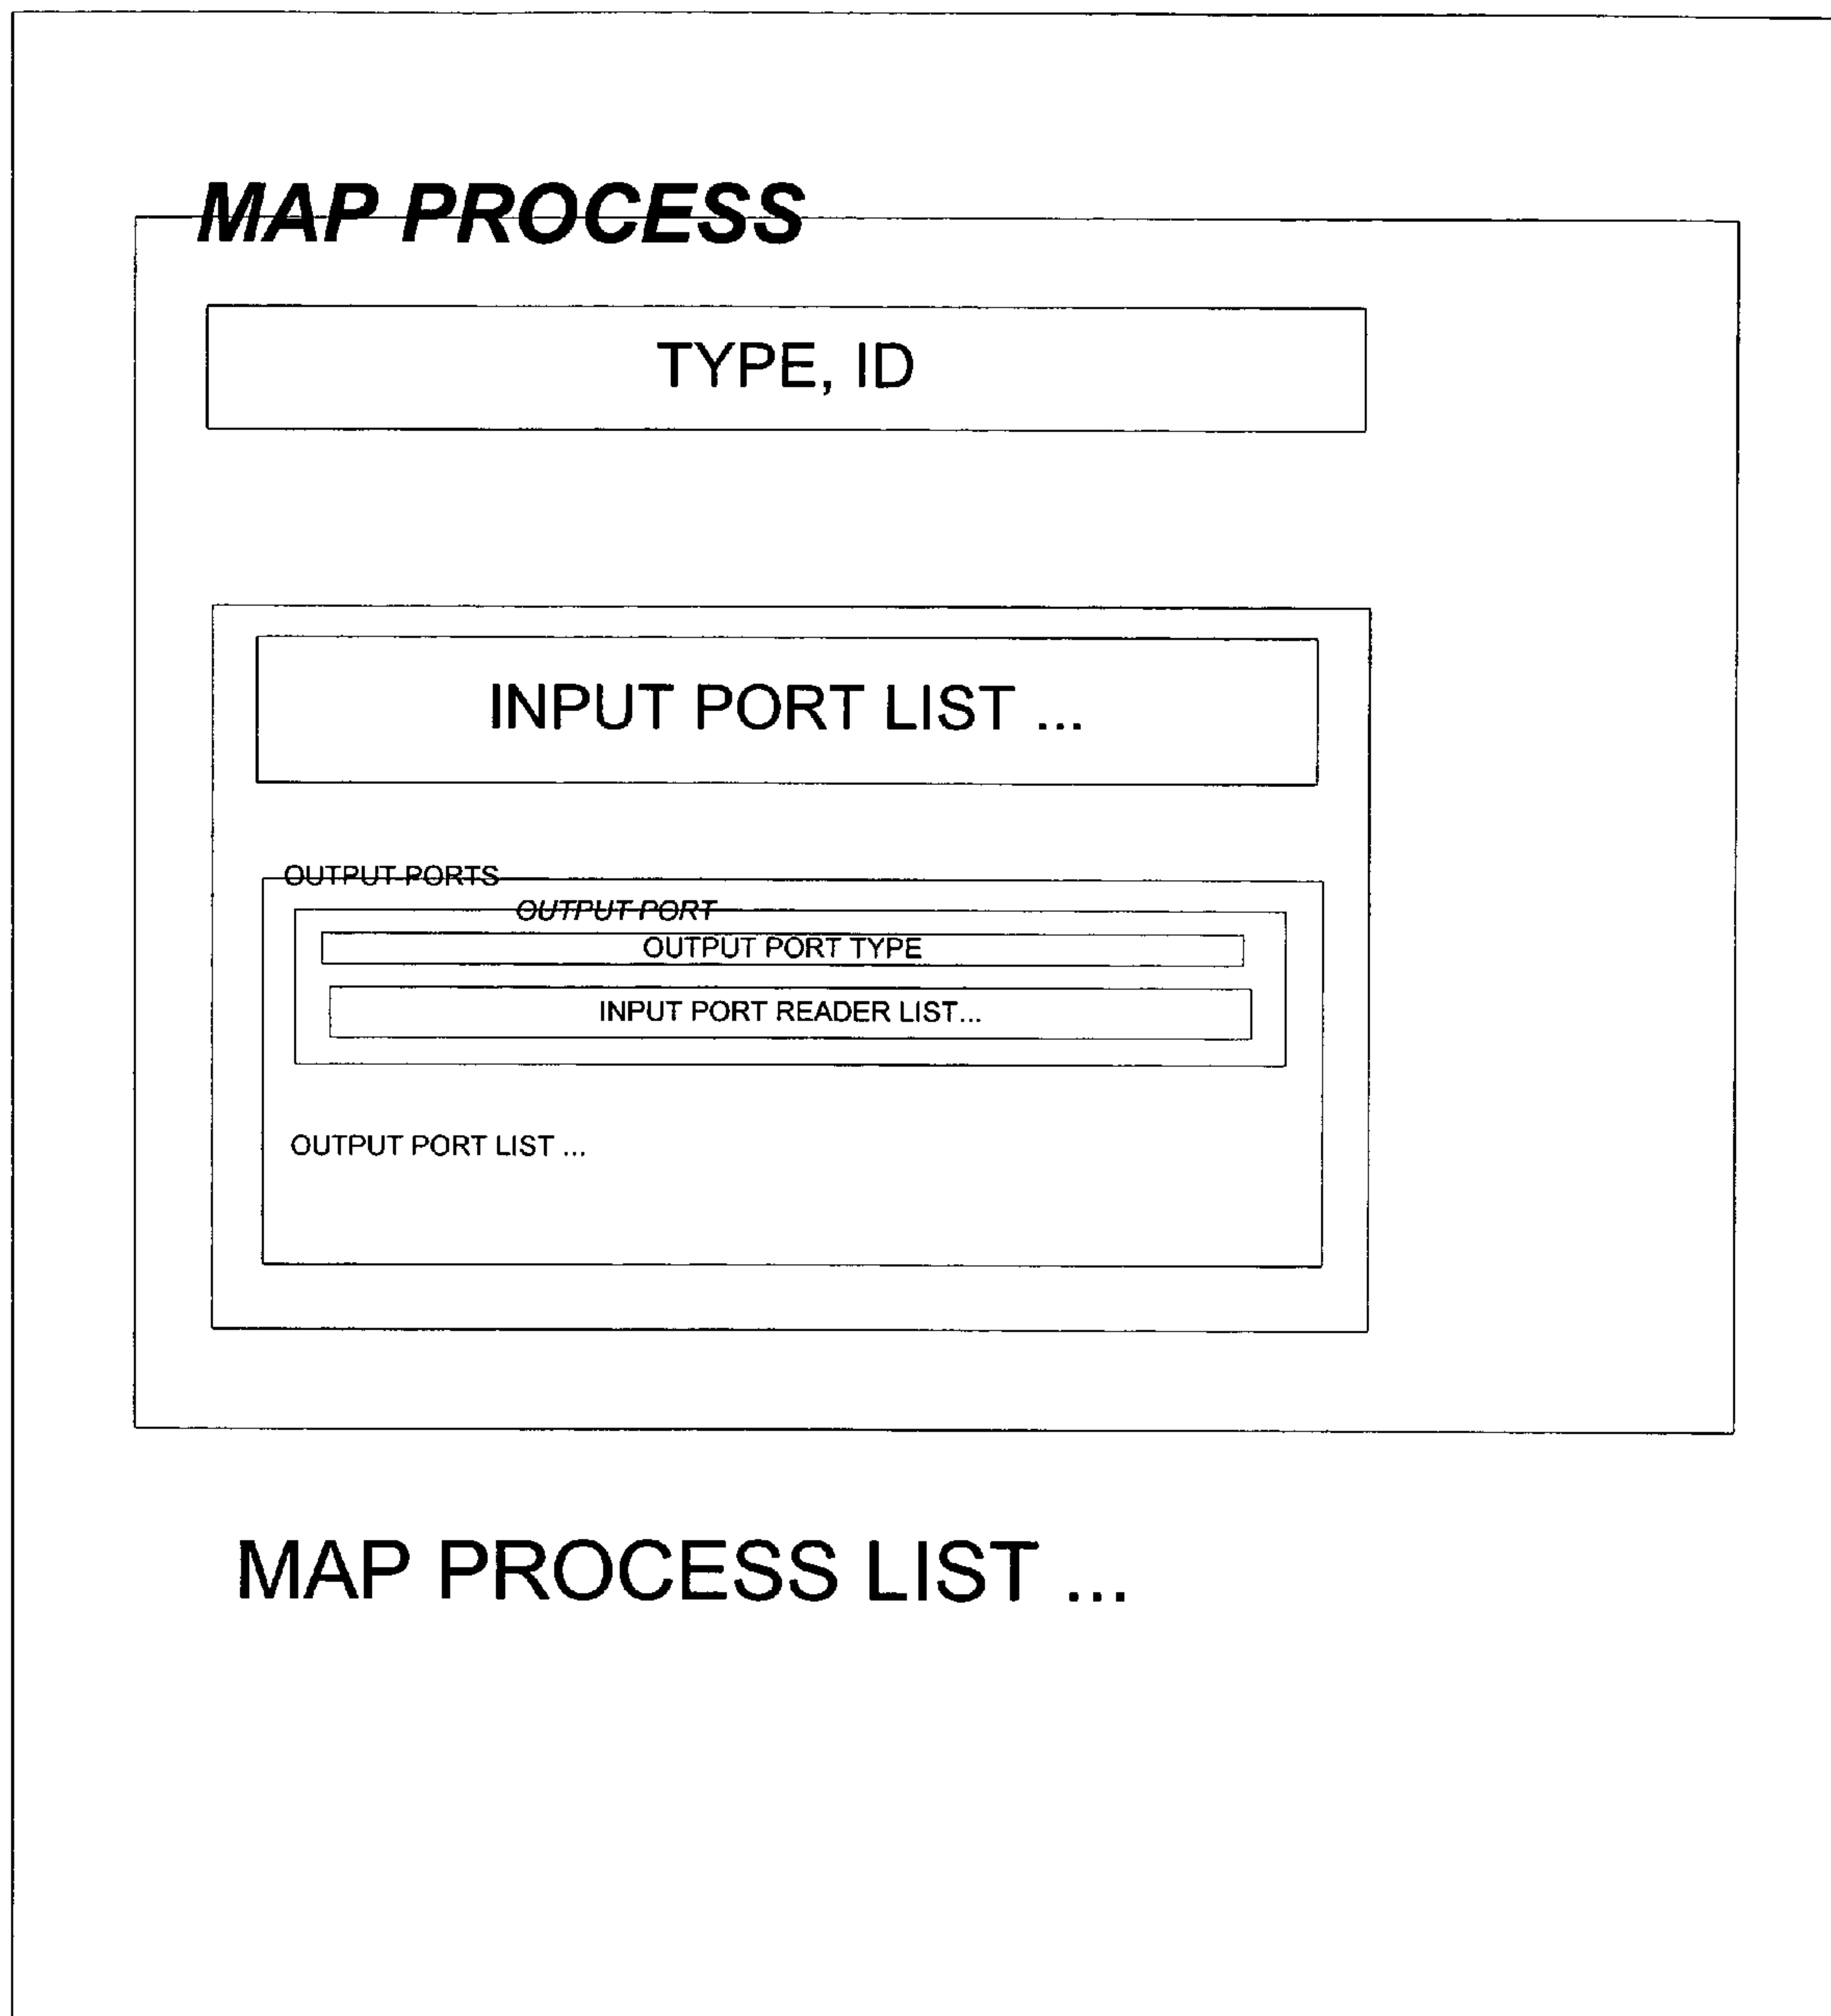 MAP PROCESS
TYPE, ID
INPUT PORT LIST ...
OUTPUT PORTS
OUTPUT PORT
OUTPUT PORT TYPE
INPUT PORT READER LIST...
OUTPUT PORT LIST ...
MAP PROCESS LIST ...